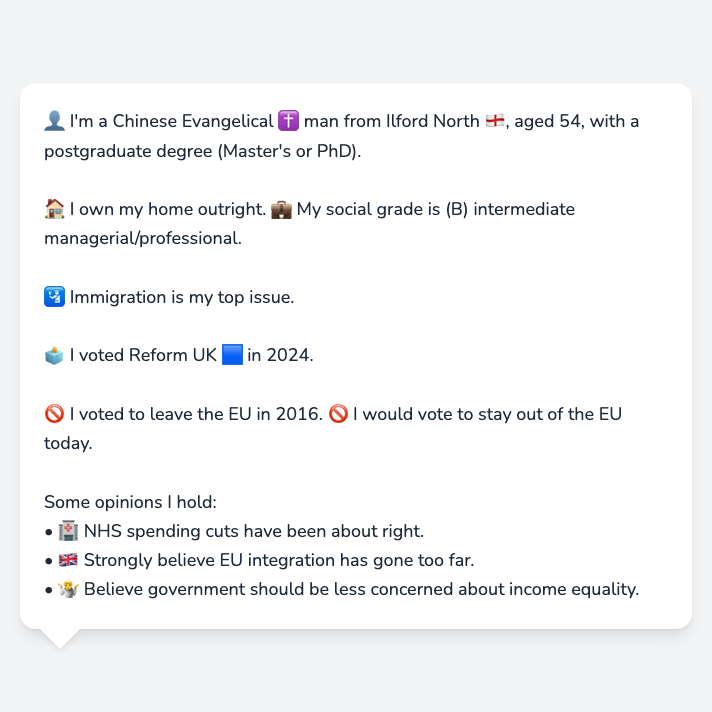 👤 I'm a Chinese Evangelical ✝️ man from Ilford North 🏴󠁧󠁢󠁥󠁮󠁧󠁿, aged 54, with a
postgraduate degree (Master's or PhD).
🏠 I own my home outright. 💼 My social grade is (B) intermediate
managerial/professional.
🛂 Immigration is my top issue.
🗳️ I voted Reform UK 🟦 in 2024.
🚫 I voted to leave the EU in 2016. 🚫 I would vote to stay out of the EU
today.
Some opinions I hold:
• 🏥 NHS spending cuts have been about right.
• 🇬🇧 Strongly believe EU integration has gone too far.
• 🤷 Believe government should be less concerned about income equality.